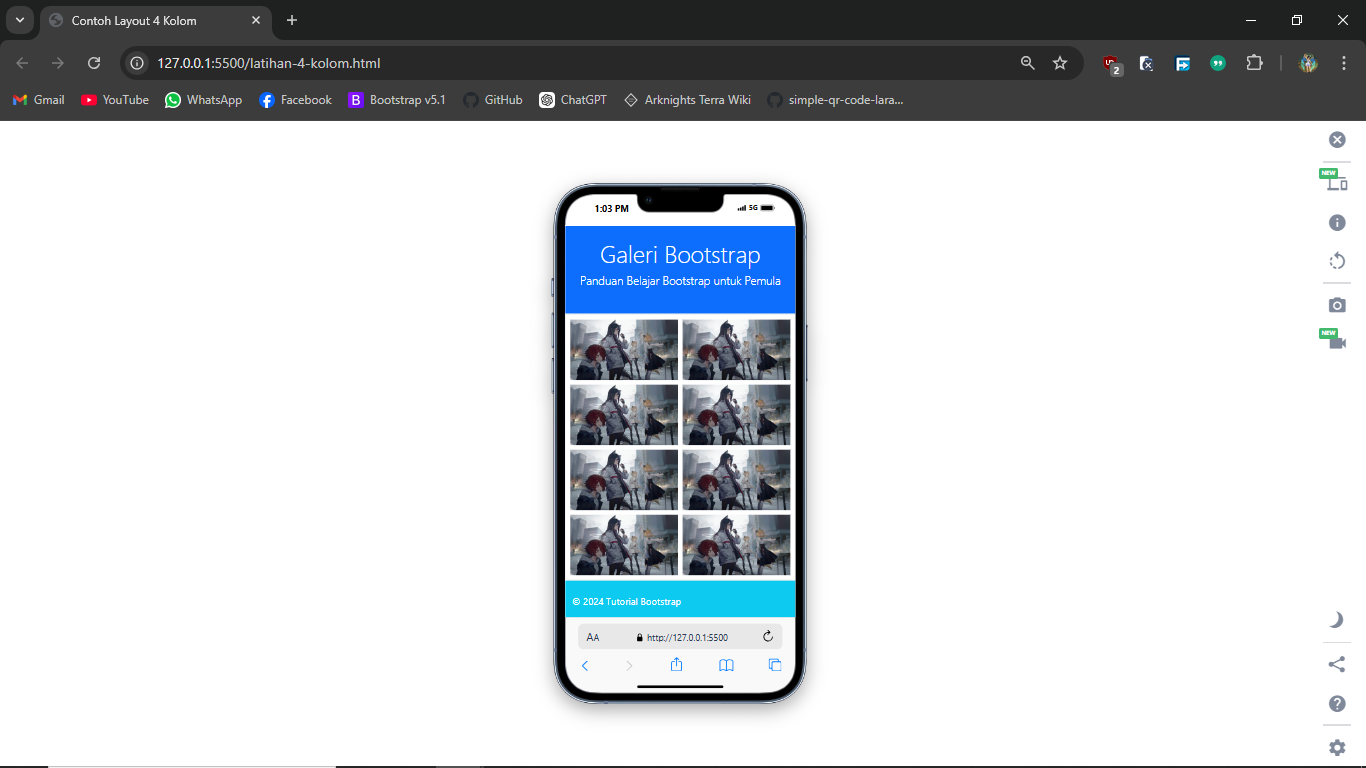 Contoh Layout 4 Kolom
127.0.0.1:5500/latihan-4-kolom.html
2
Gmail
YouTube
WhatsApp
Facebook
B
Bootstrap v5.1
GitHub
ChatGPT
Arknights Terra Wiki
simple-qr-code-lara...
NEW
NEW
1:03 PM
5G
Galeri Bootstrap
Panduan Belajar Bootstrap untuk Pemula
© 2024 Tutorial Bootstrap
AA
http://127.0.0.1:5500